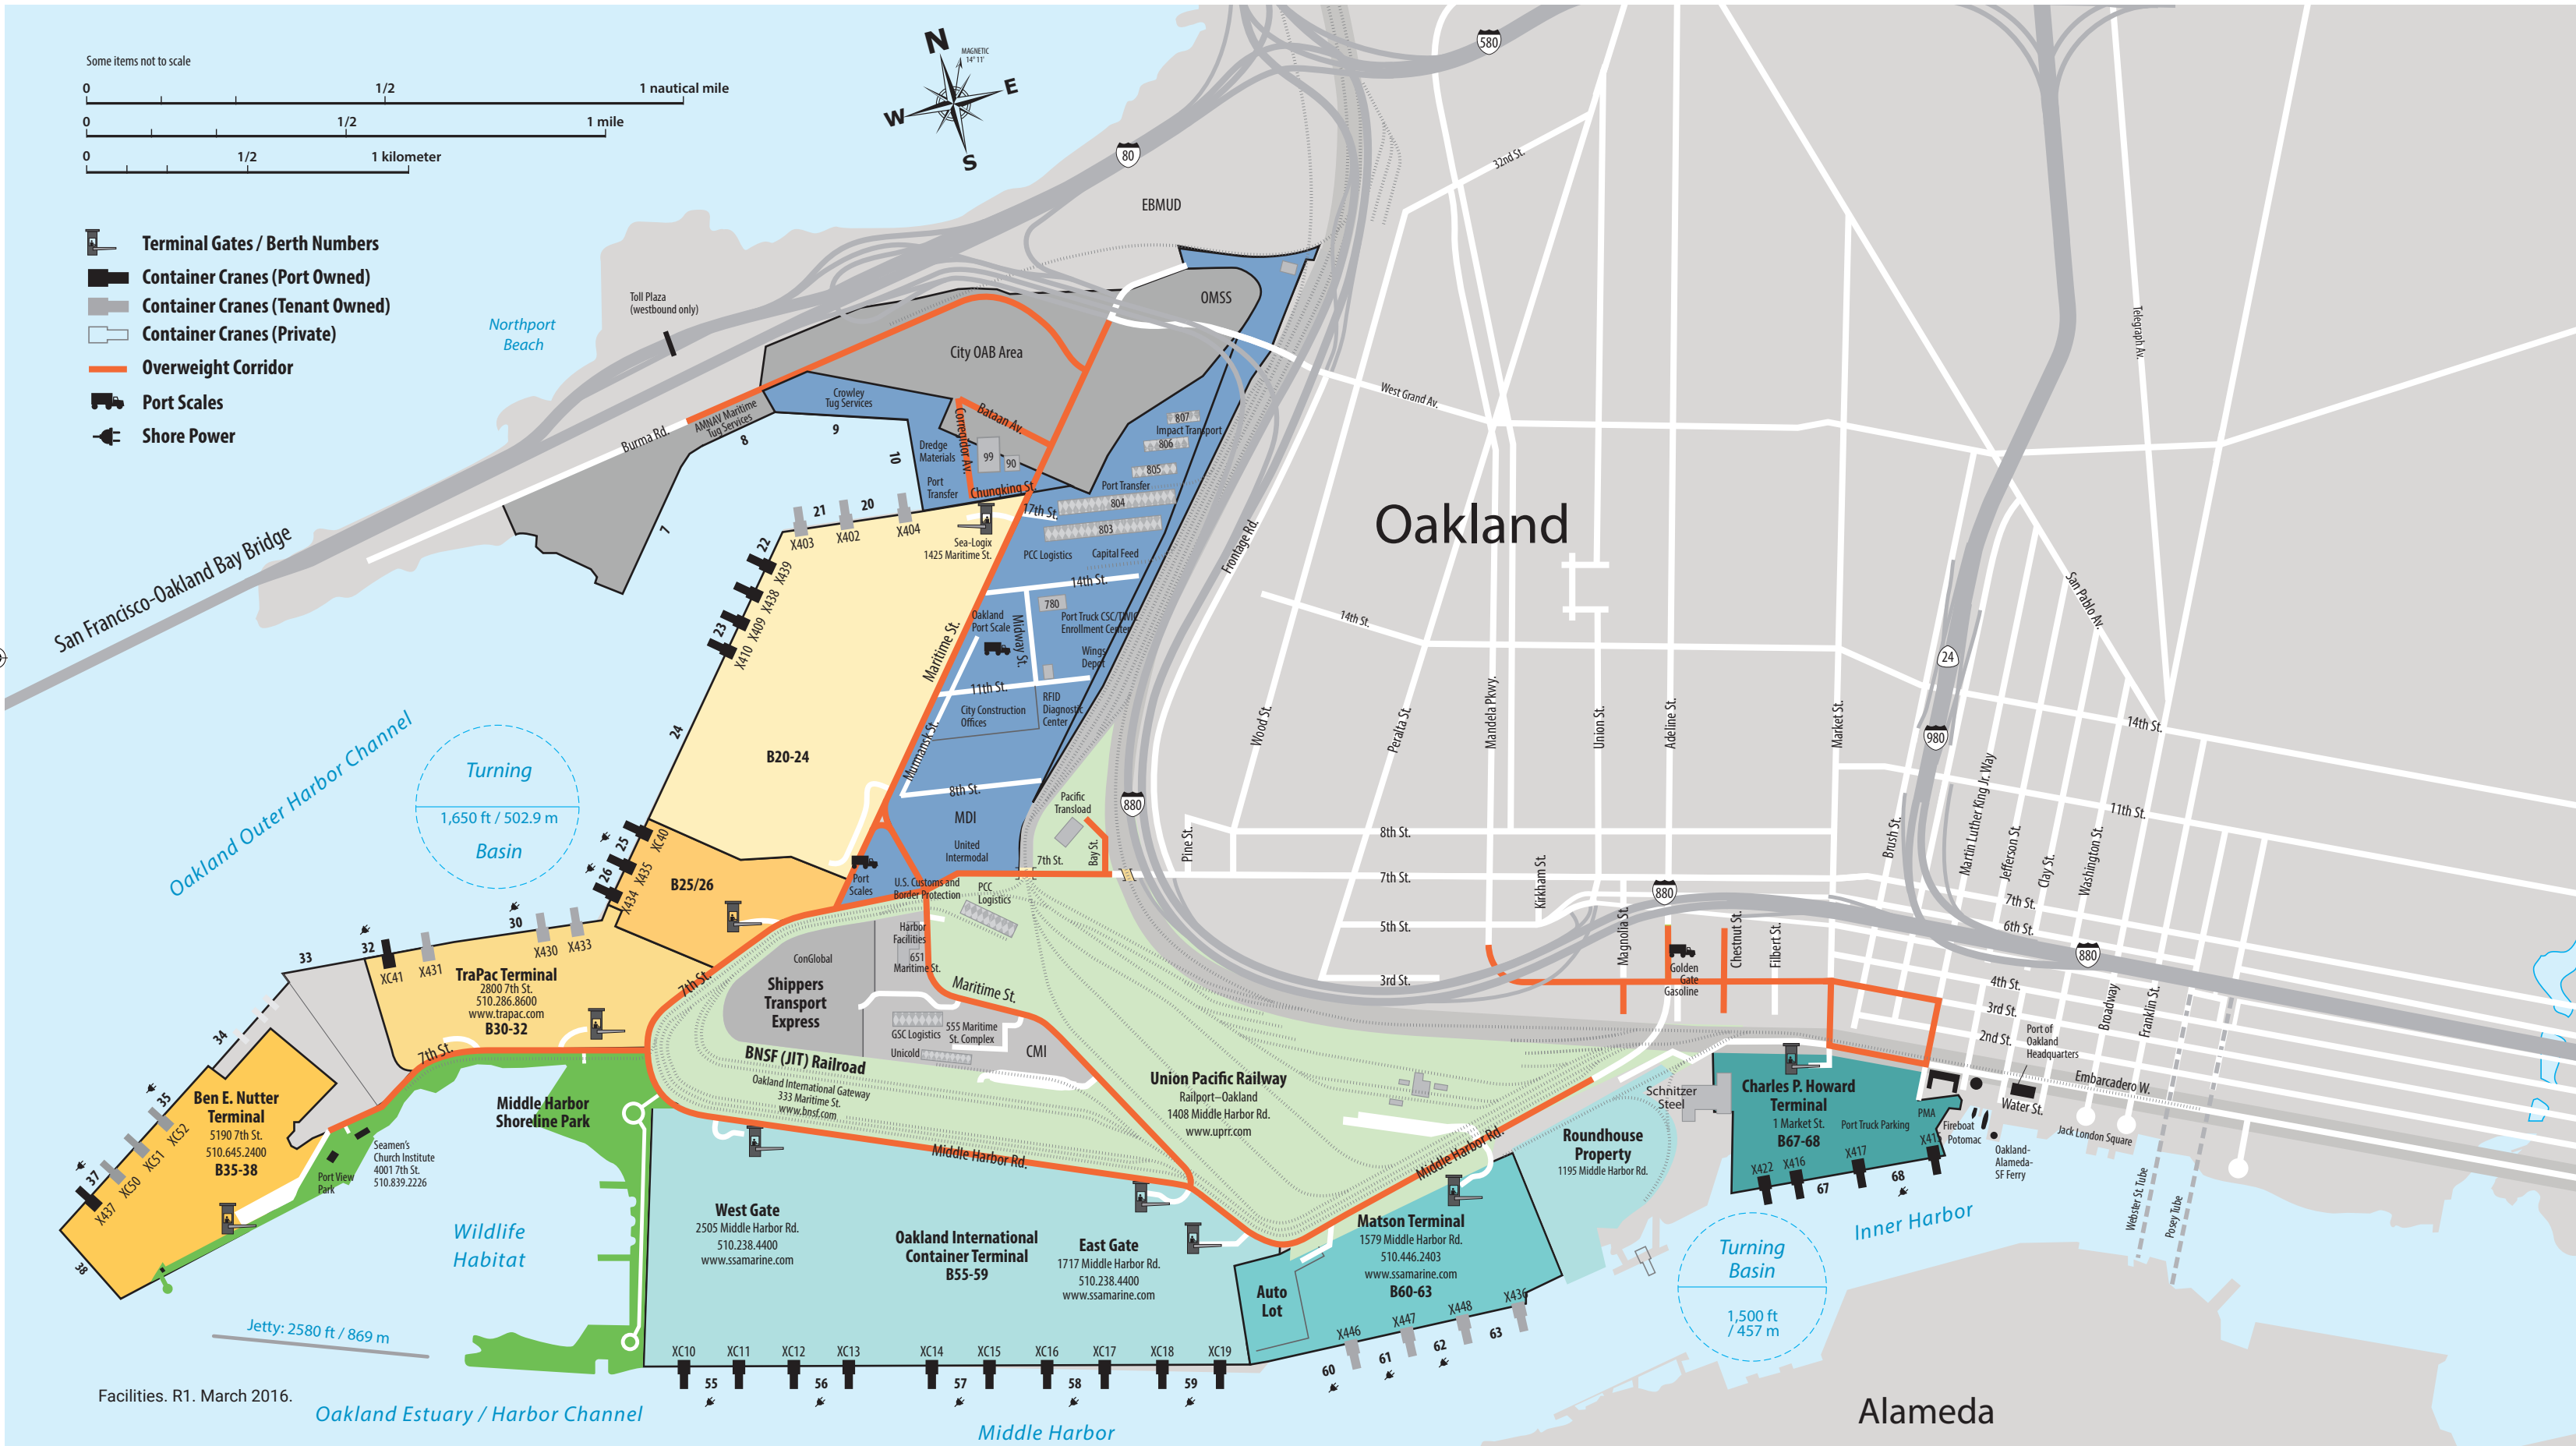 Some items not to scale
0 1/2 1 nautical mile
0 1/2 1 mile
0 1/2 1 kilometer
N
MAGNETIC
14° 11'
E
W
S
Terminal Gates / Berth Numbers
Container Cranes (Port Owned)
Container Cranes (Tenant Owned)
Container Cranes (Private)
Overweight Corridor
Port Scales
Shore Power
580
80
32nd St.
EBMUD
Toll Plaza
(westbound only)
Northport
Beach
OMSS
City OAB Area
Telegraph Av.
West Grand Av.
Crowley
Tug Services
AMNAV Maritime
Tug Services
Burma Rd.
7
8
9
10
Bataan Av.
Corregidor Av.
Dredge
Materials
99
90
Port
Transfer
Chungking St.
807
Impact Transport
806
805
Port Transfer
804
803
17th St.
Oakland
San Francisco-Oakland Bay Bridge
21
20
X403
X402
X404
Sea-Logix
1425 Maritime St.
PCC Logistics
Capital Feed
Frontage Rd.
22
X439
X438
23
X409
X410
14th St.
780
Oakland
Port Scale
Midway St.
Port Truck CSC/TWIC
Enrollment Center
Wings
Depot
14th St.
San Pablo Av.
24
Maritime St.
11th St.
RFID
Diagnostic
Center
City Construction
Offices
Murmansk St.
Wood St.
Peralta St.
Mandela Pkwy.
Union St.
Adeline St.
Market St.
980
14th St.
24
B20-24
Oakland Outer Harbor Channel
Turning
1,650 ft / 502.9 m
Basin
8th St.
MDI
United
Intermodal
Pacific
Transload
880
7th St.
Bay St.
Pine St.
8th St.
7th St.
5th St.
3rd St.
Kirkham St.
880
Magnolia St.
Golden
Gate
Gasoline
Chestnut St.
Filbert St.
Brush St.
Martin Luther King Jr. Way
Jefferson St.
Clay St.
Washington St.
11th St.
7th St.
6th St.
880
4th St.
3rd St.
2nd St.
Broadway
Franklin St.
25
XC40
X435
26
X434
B25/26
Port
Scales
U.S. Customs and
Border Protection
PCC
Logistics
30
X430
X433
32
33
XC41
X431
TraPac Terminal
2800 7th St.
510.286.8600
www.trapac.com
B30-32
7th St.
7th St.
ConGlobal
Harbor
Facilities
651
Maritime St.
Shippers
Transport
Express
Maritime St.
GSC Logistics
555 Maritime
St. Complex
Unicold
CMI
BNSF (JIT) Railroad
Oakland International Gateway
333 Maritime St.
www.bnsf.com
Union Pacific Railway
Railport–Oakland
1408 Middle Harbor Rd.
www.uprr.com
34
35
37
38
XC52
XC51
XC50
X437
Ben E. Nutter
Terminal
5190 7th St.
510.645.2400
B35-38
Middle Harbor
Shoreline Park
Seamen's
Church Institute
4001 7th St.
510.839.2226
Port View
Park
Wildlife
Habitat
Jetty: 2580 ft / 869 m
Middle Harbor Rd.
Middle Harbor Rd.
West Gate
2505 Middle Harbor Rd.
510.238.4400
www.ssamarine.com
Oakland International
Container Terminal
B55-59
East Gate
1717 Middle Harbor Rd.
510.238.4400
www.ssamarine.com
Auto
Lot
Matson Terminal
1579 Middle Harbor Rd.
510.446.2403
www.ssamarine.com
B60-63
X446
X447
X448
X436
60
61
62
63
Roundhouse
Property
1195 Middle Harbor Rd.
Schnitzer
Steel
Charles P. Howard
Terminal
1 Market St.
B67-68
Port Truck Parking
PMA
X422
X416
X417
67
68
Port of
Oakland
Headquarters
Embarcadero W.
Water St.
Jack London Square
Fireboat
Potomac
Oakland-
Alameda-
SF Ferry
Webster St. Tube
Posey Tube
Inner Harbor
Turning
Basin
1,500 ft
/ 457 m
XC10
XC11
XC12
XC13
XC14
XC15
XC16
XC17
XC18
XC19
55
56
57
58
59
Facilities. R1. March 2016.
Oakland Estuary / Harbor Channel
Middle Harbor
Alameda